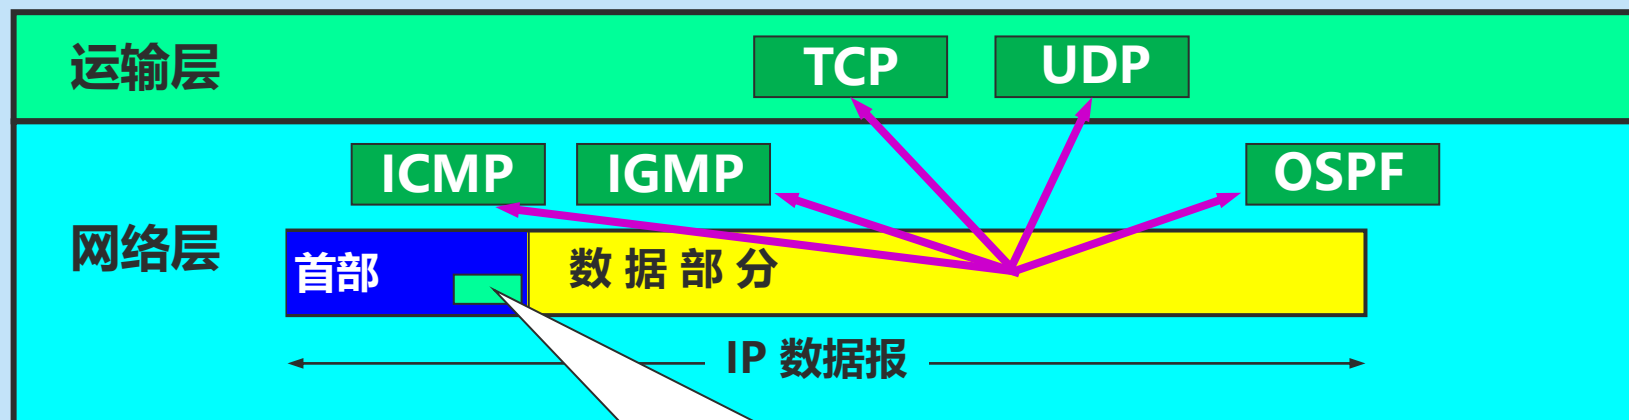 运输层
TCP
UDP
ICMP
IGMP
OSPF
网络层
首部
数据部分
IP 数据报